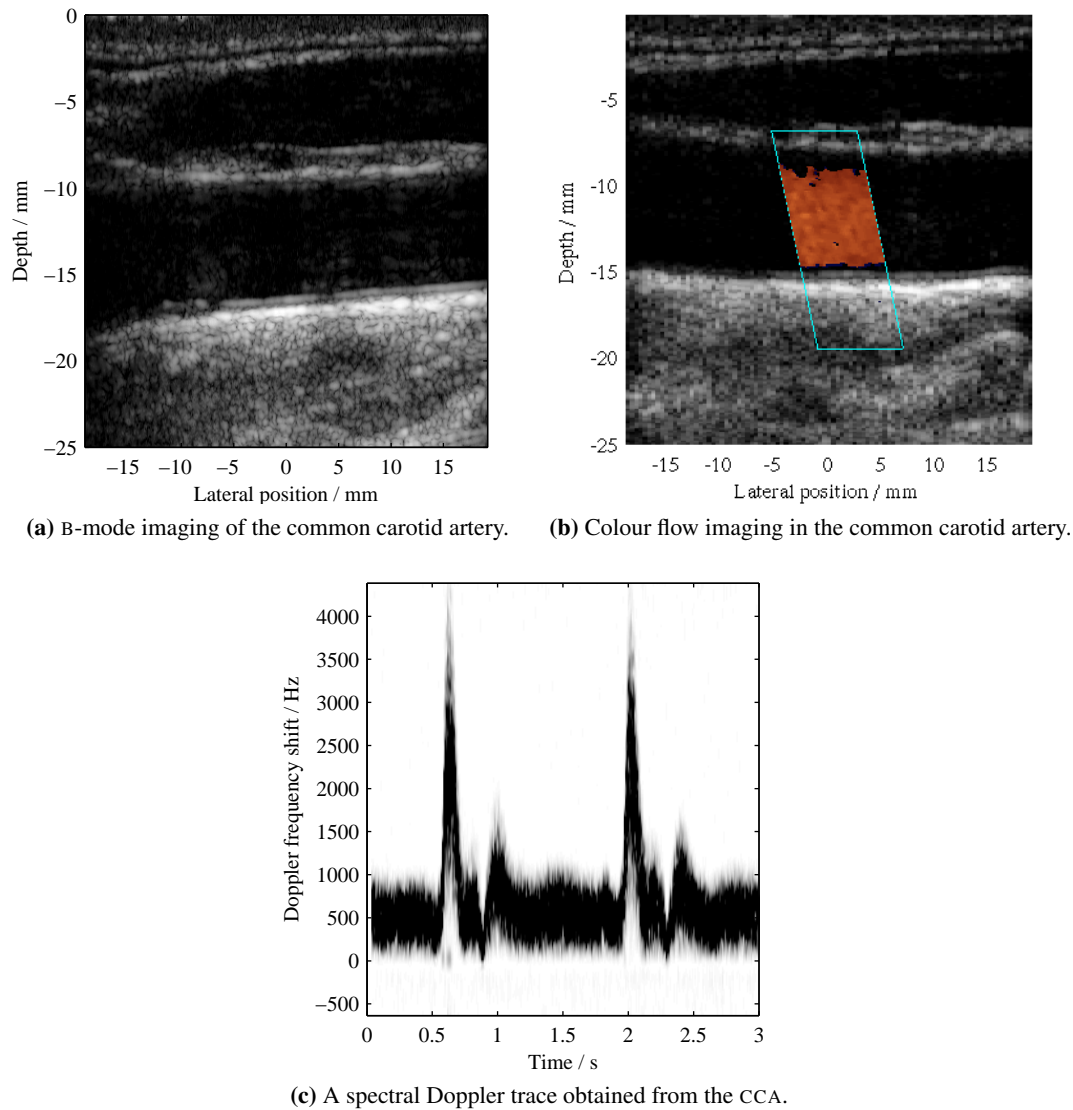 0
−5
−10
−15
−20
−25
Depth / mm
−15 −10 −5 0 5 10 15
Lateral position / mm
(a) B-mode imaging of the common carotid artery.
-5
-10
-15
-20
-25
Depth / mm
-15 -10 -5 0 5 10 15
Lateral position / mm
(b) Colour flow imaging in the common carotid artery.
4000
3500
3000
2500
2000
1500
1000
500
0
−500
Doppler frequency shift / Hz
0 0.5 1 1.5 2 2.5 3
Time / s
(c) A spectral Doppler trace obtained from the CCA.